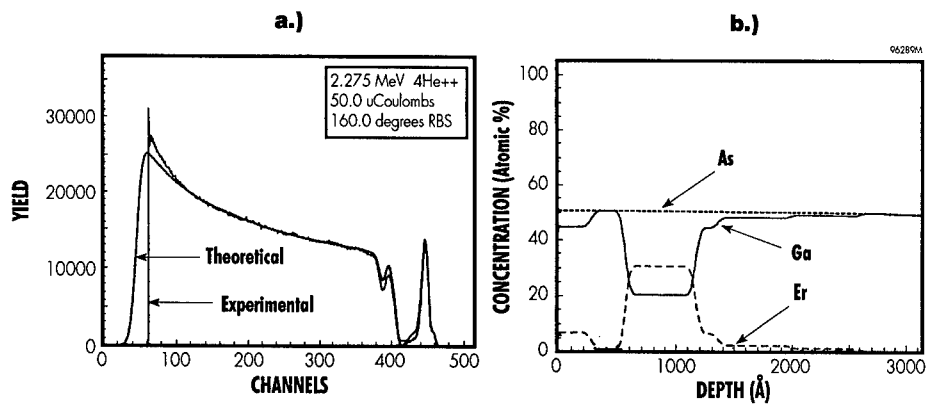 a.)
2.275 MeV 4He++
50.0 uCoulombs
160.0 degrees RBS
YIELD
30000
20000
10000
0
Theoretical
Experimental
0 100 200 300 400 500
CHANNELS
b.)
96289M
CONCENTRATION (Atomic %)
100
80
60
40
20
0
As
Ga
Er
0 1000 2000 3000
DEPTH (Å)